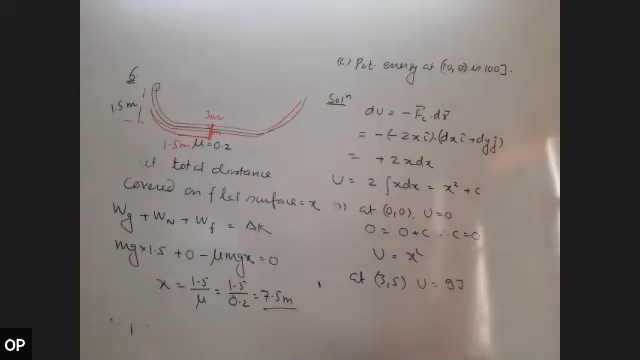 6.
1.5m
3m
1.5m μ=0.2
if total distance
Covered on flat surface = x
Wg + WN + Wf = ΔK
mg×1.5 + 0 - μmgx = 0
x = 1.5/μ = 1.5/0.2 = 7.5m
(c) Pot. energy at (10,0) is 100J.
Solⁿ
dU = -F⃗c.dr⃗
= -(-2xî).(dxî+dyĵ)
= +2xdx
U = 2∫xdx = x²+c
at (0,0), U=0
0 = 0+c ∴c=0
U = x²
at (3,5) U = 9J
OP